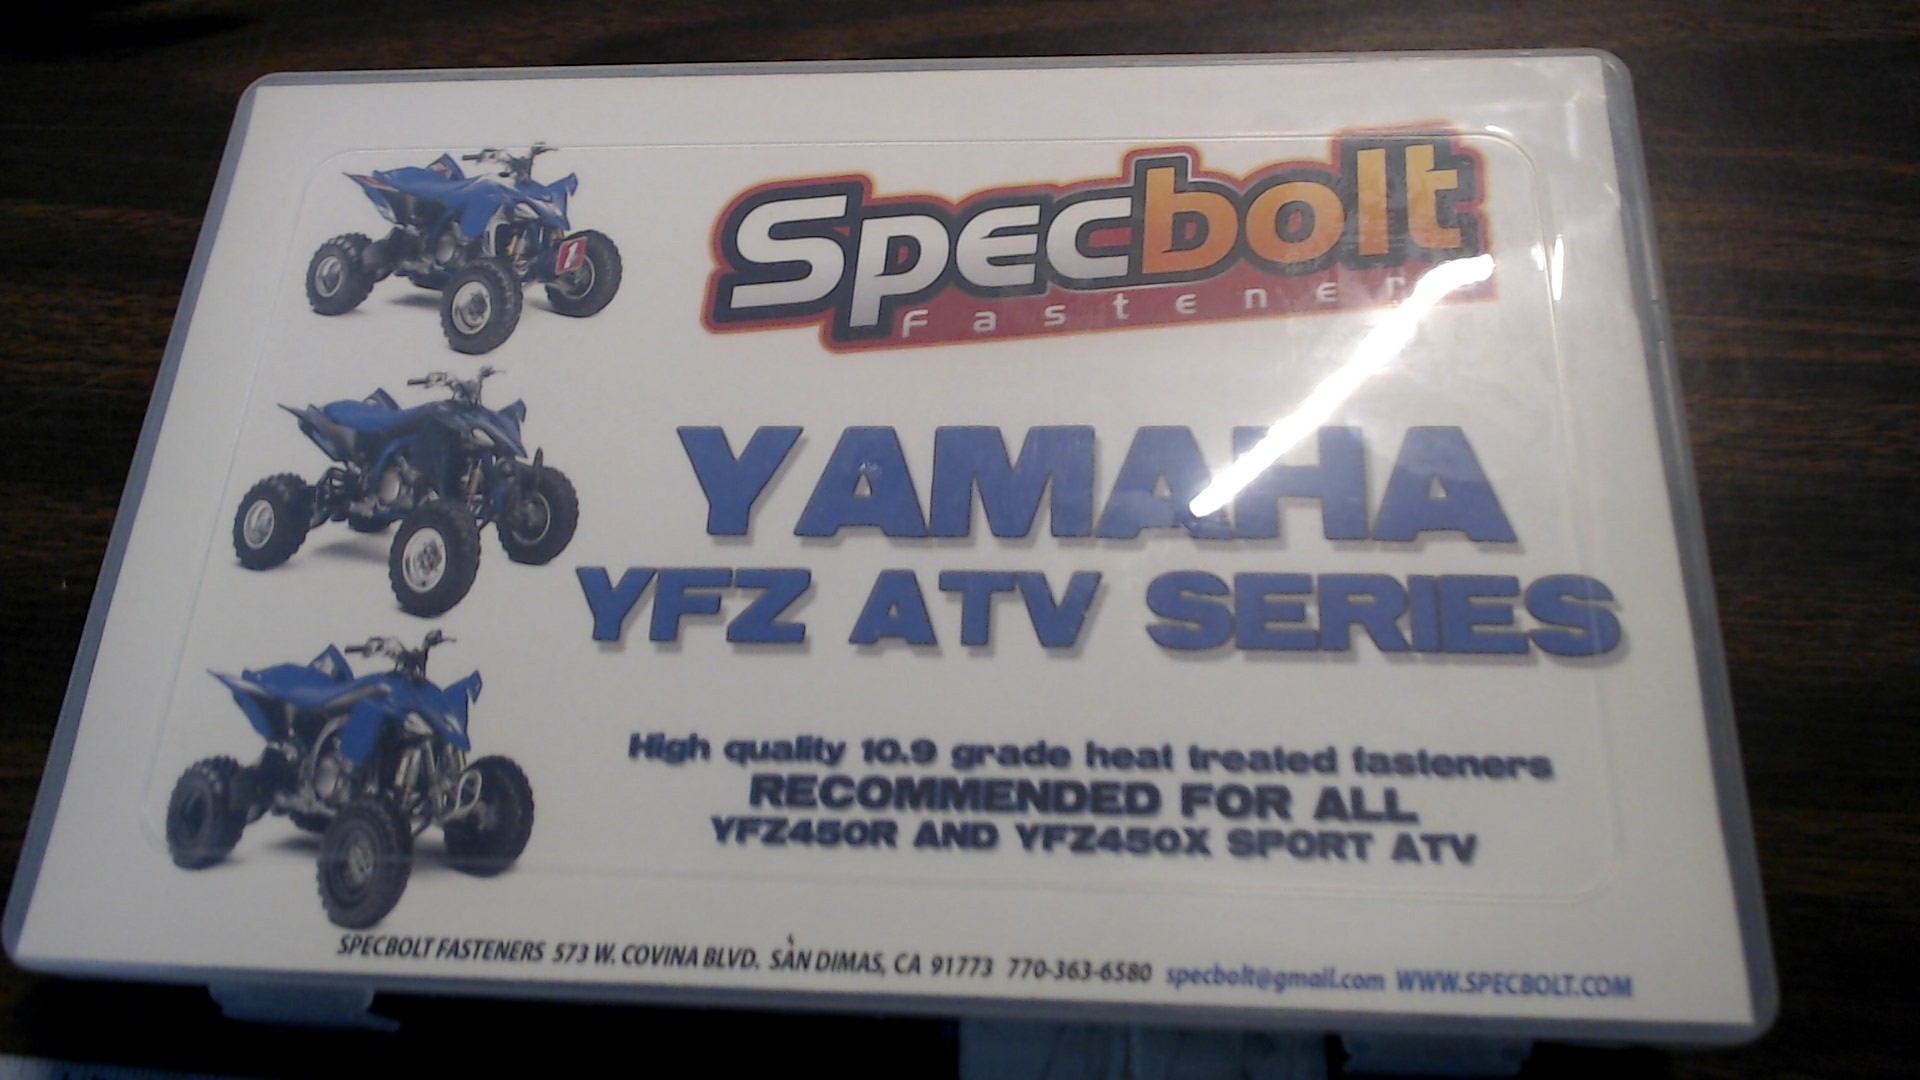 Specbolt
Fasteners
YAMAHA
YFZ ATV SERIES
High quality 10.9 grade heat treated fasteners
RECOMMENDED FOR ALL
YFZ450R AND YFZ450X SPORT ATV
SPECBOLT FASTENERS 573 W. COVINA BLVD. SAN DIMAS, CA 91773 770-363-6580 specbolt@gmail.com WWW.SPECBOLT.COM
1